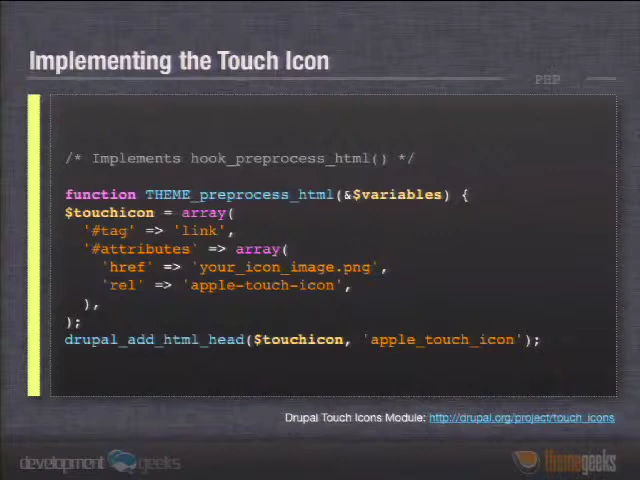 Implementing the Touch Icon
PHP
/* Implements hook_preprocess_html() */
function THEME_preprocess_html(&$variables) {
$touchicon = array(
'#tag' => 'link',
'#attributes' => array(
'href' => 'your_icon_image.png',
'rel' => 'apple-touch-icon',
),
);
drupal_add_html_head($touchicon, 'apple_touch_icon');
Drupal Touch Icons Module: http://drupal.org/project/touch_icons
development geeks
themegeeks